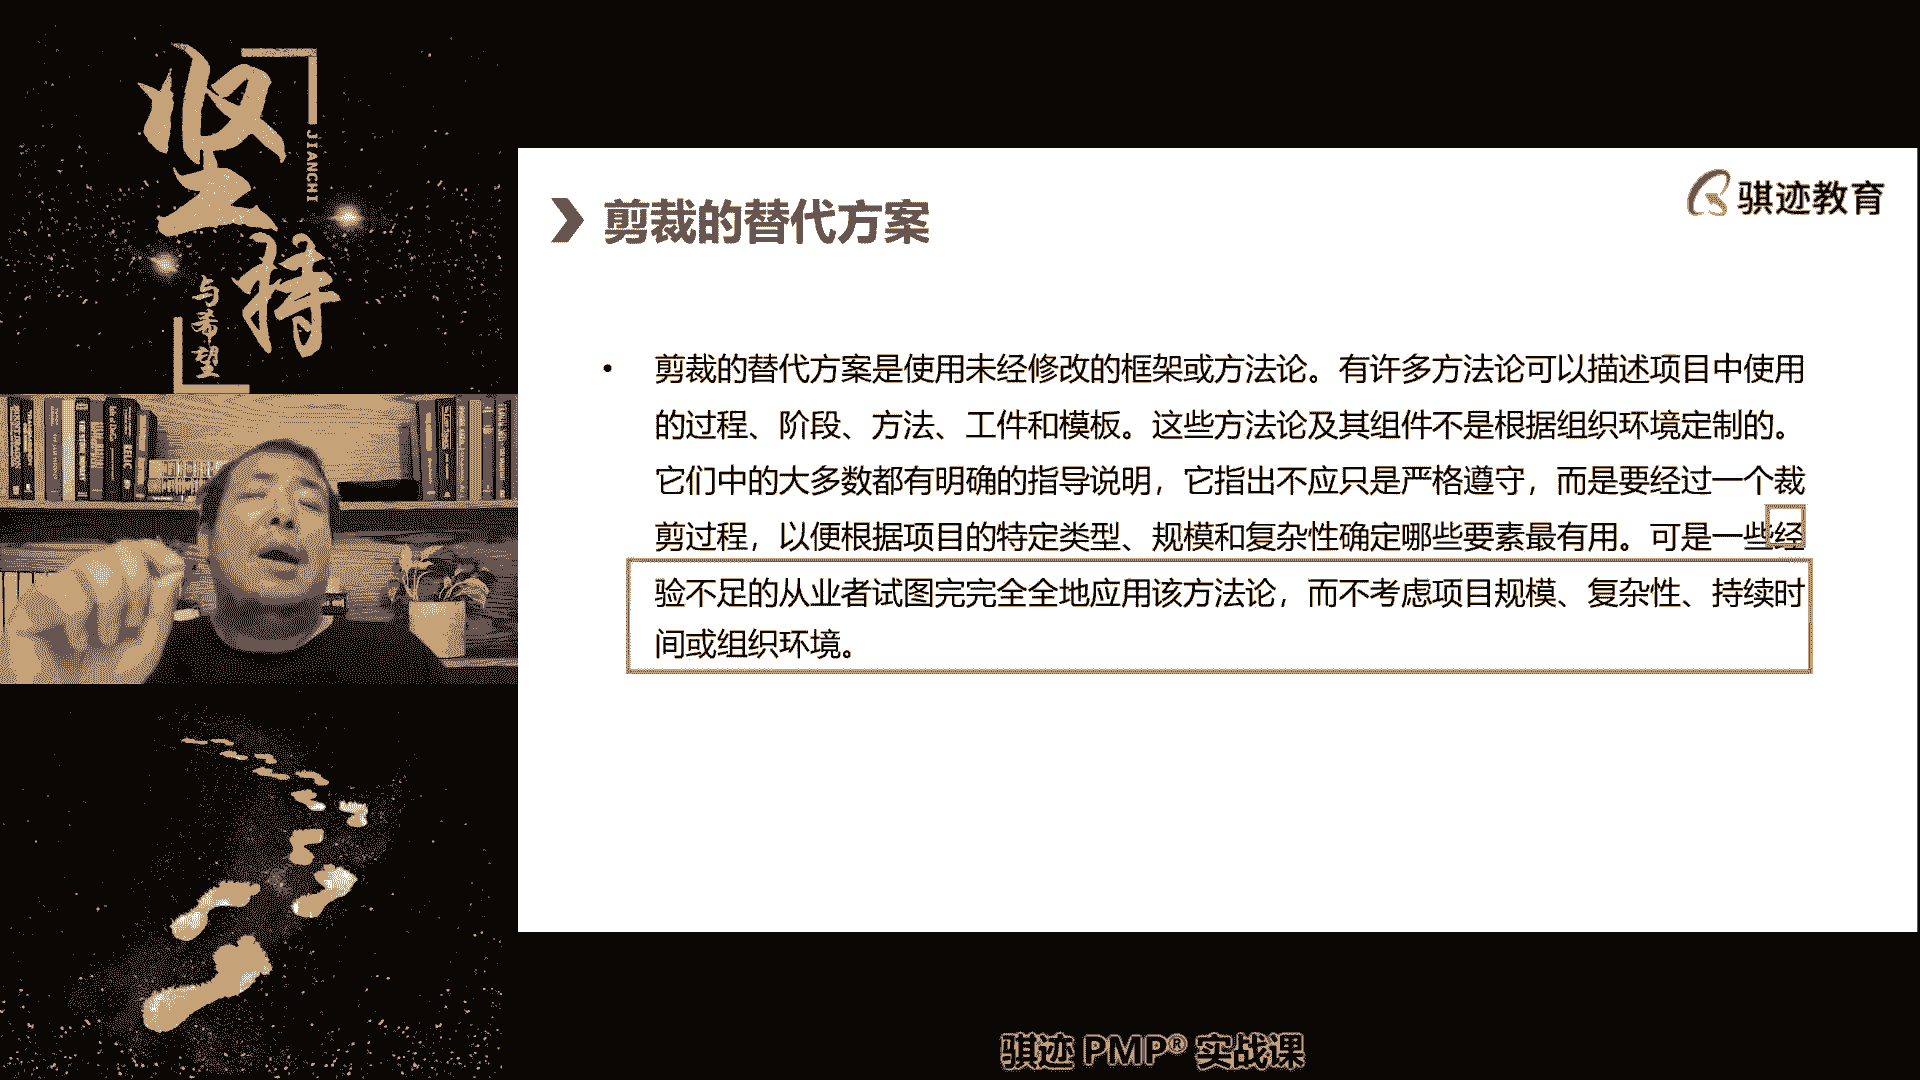 坚持
JIANCHI
与希望
骐迹教育
剪裁的替代方案
• 剪裁的替代方案是使用未经修改的框架或方法论。有许多方法论可以描述项目中使用
的过程、阶段、方法、工件和模板。这些方法论及其组件不是根据组织环境定制的。
它们中的大多数都有明确的指导说明，它指出不应只是严格遵守，而是要经过一个裁
剪过程，以便根据项目的特定类型、规模和复杂性确定哪些要素最有用。可是一些经
验不足的从业者试图完完全全地应用该方法论，而不考虑项目规模、复杂性、持续时
间或组织环境。
骐迹 PMP® 实战课